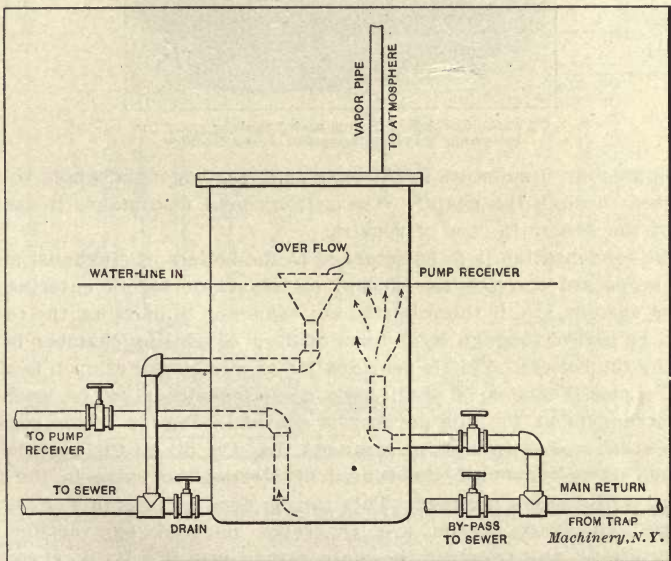 VAPOR PIPE
TO ATMOSPHERE
OVER FLOW
WATER-LINE IN
PUMP RECEIVER
TO PUMP
RECEIVER
TO SEWER
DRAIN
BY-PASS
TO SEWER
MAIN RETURN
FROM TRAP
Machinery, N. Y.